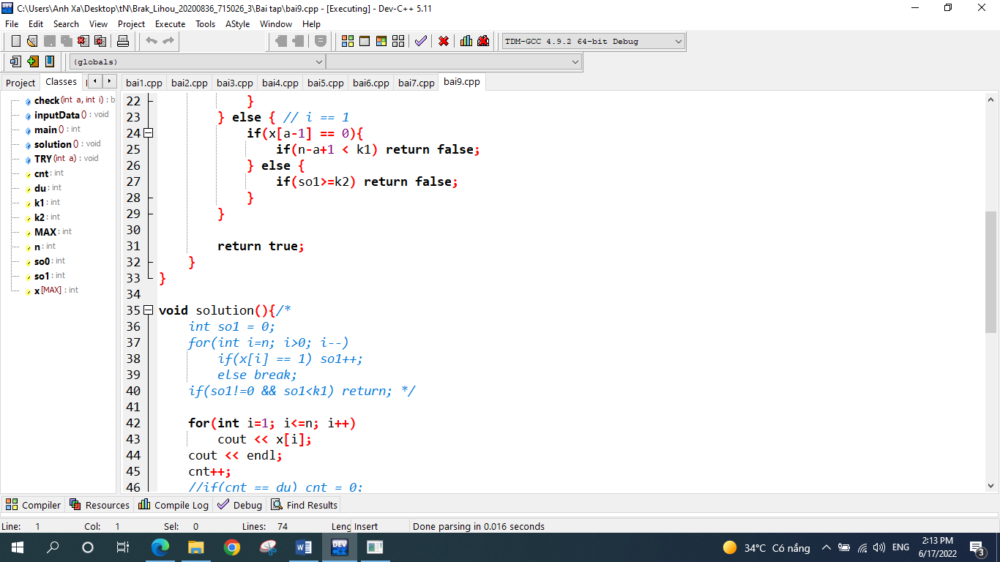 C:\Users\Anh Xa\Desktop\tN\Brak_Lihou_20200836_715026_3\Bai tap\bai9.cpp - [Executing] - Dev-C++ 5.11
File Edit Search View Project Execute Tools AStyle Window Help
TDM-GCC 4.9.2 64-bit Debug
(globals)
Project Classes
bai1.cpp bai2.cpp bai3.cpp bai4.cpp bai5.cpp bai6.cpp bai7.cpp bai9.cpp
check (int a, int i) : b
inputData () : void
main () : int
solution () : void
TRY (int a) : void
cnt : int
du : int
k1 : int
k2 : int
MAX : int
n : int
so0 : int
so1 : int
x [MAX] : int
22 }
23 } else { // i == 1
24 if(x[a-1] == 0){
25 if(n-a+1 < k1) return false;
26 } else {
27 if(so1>=k2) return false;
28 }
29 }
30
31 return true;
32 }
33 }
34
35 void solution(){/*
36 int so1 = 0;
37 for(int i=n; i>0; i--)
38 if(x[i] == 1) so1++;
39 else break;
40 if(so1!=0 && so1<k1) return; */
41
42 for(int i=1; i<=n; i++)
43 cout << x[i];
44 cout << endl;
45 cnt++;
46 //if(cnt == du) cnt = 0;
Compiler Resources Compile Log Debug Find Results
Line: 1 Col: 1 Sel: 0 Lines: 74 Leng Insert Done parsing in 0.016 seconds
34°C Có nắng ENG 2:13 PM
6/17/2022 3